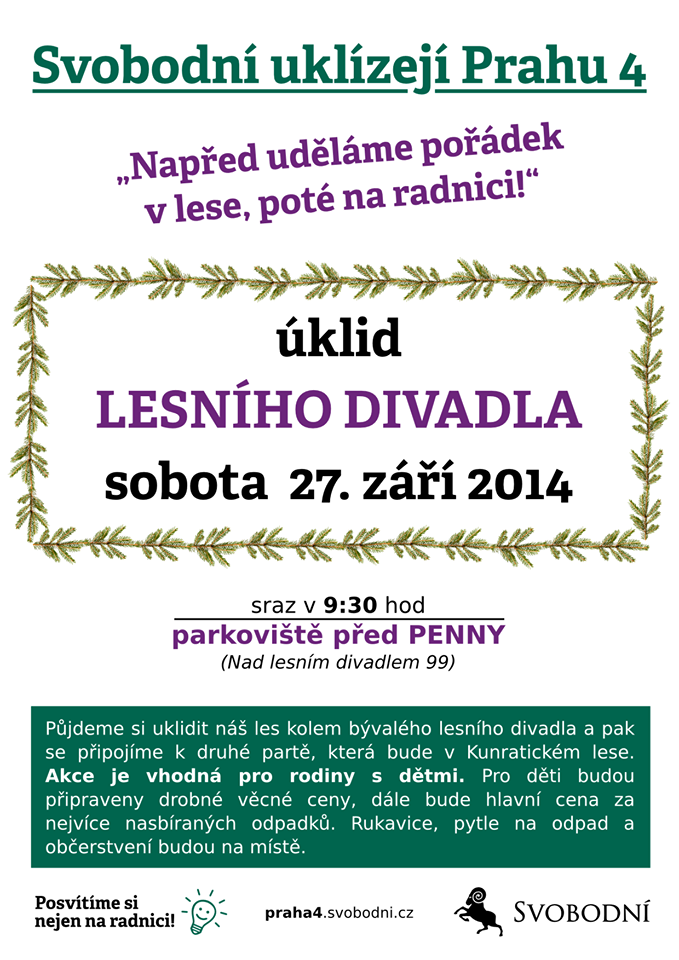 Svobodní uklízejí Prahu 4
„Napřed uděláme pořádek
v lese, poté na radnici!“
úklid
LESNÍHO DIVADLA
sobota 27. září 2014
sraz v 9:30 hod
parkoviště před PENNY
(Nad lesním divadlem 99)
Půjdeme si uklidit náš les kolem bývalého lesního divadla a pak
se připojíme k druhé partě, která bude v Kunratickém lese.
Akce je vhodná pro rodiny s dětmi. Pro děti budou
připraveny drobné věcné ceny, dále bude hlavní cena za
nejvíce nasbíraných odpadků. Rukavice, pytle na odpad a
občerstvení budou na místě.
Posvítíme si
nejen na radnici!
praha4.svobodni.cz
SVOBODNÍ